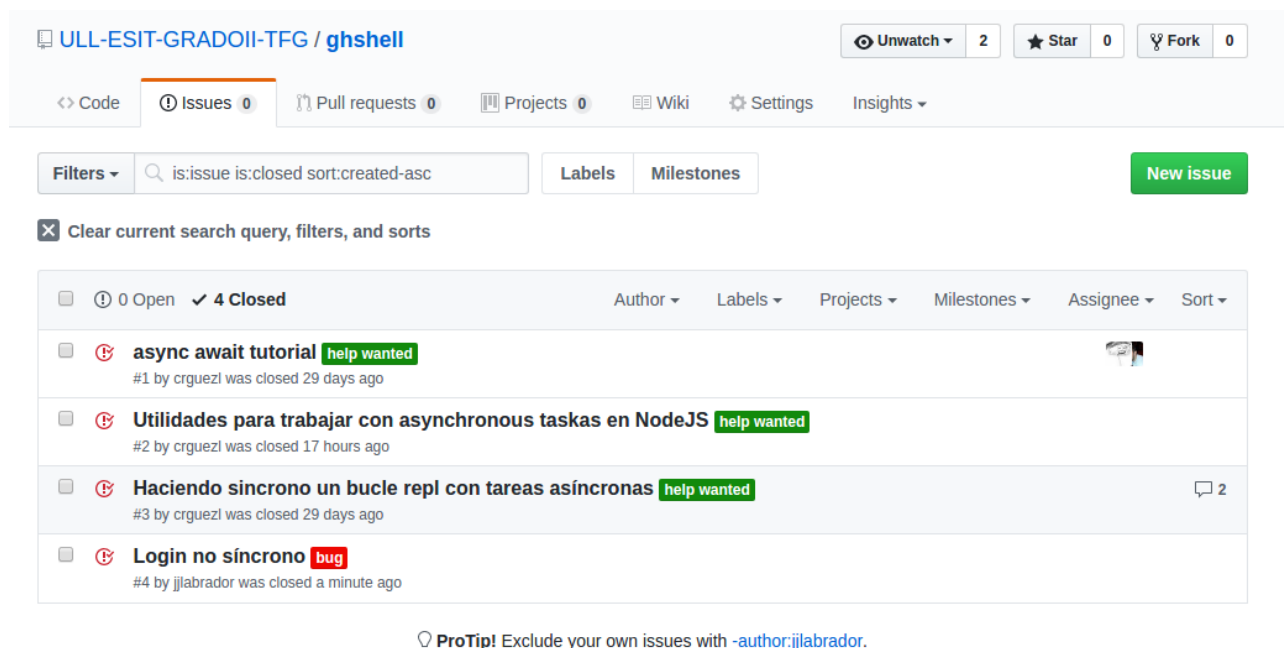 ULL-ESIT-GRADOII-TFG / ghshell
Unwatch 2 Star 0 Fork 0
Code Issues 0 Pull requests 0 Projects 0 Wiki Settings Insights
Filters is:issue is:closed sort:created-asc Labels Milestones New issue
Clear current search query, filters, and sorts
0 Open 4 Closed Author Labels Projects Milestones Assignee Sort
async await tutorial help wanted
#1 by crguezl was closed 29 days ago
Utilidades para trabajar con asynchronous taskas en NodeJS help wanted
#2 by crguezl was closed 17 hours ago
Haciendo sincrono un bucle repl con tareas asíncronas help wanted 2
#3 by crguezl was closed 29 days ago
Login no síncrono bug
#4 by jjlabrador was closed a minute ago
ProTip! Exclude your own issues with -author:jjlabrador.